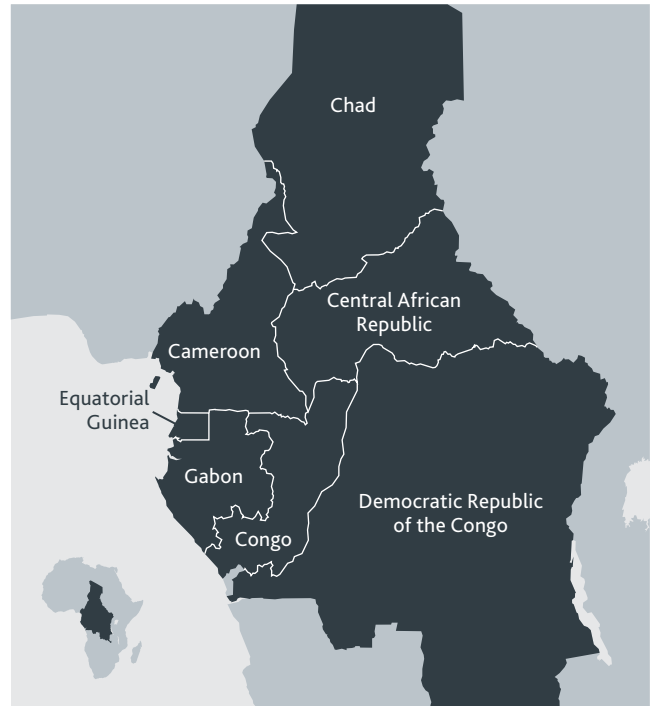 Chad
Central African
Republic
Cameroon
Equatorial
Guinea
Gabon
Democratic Republic
of the Congo
Congo